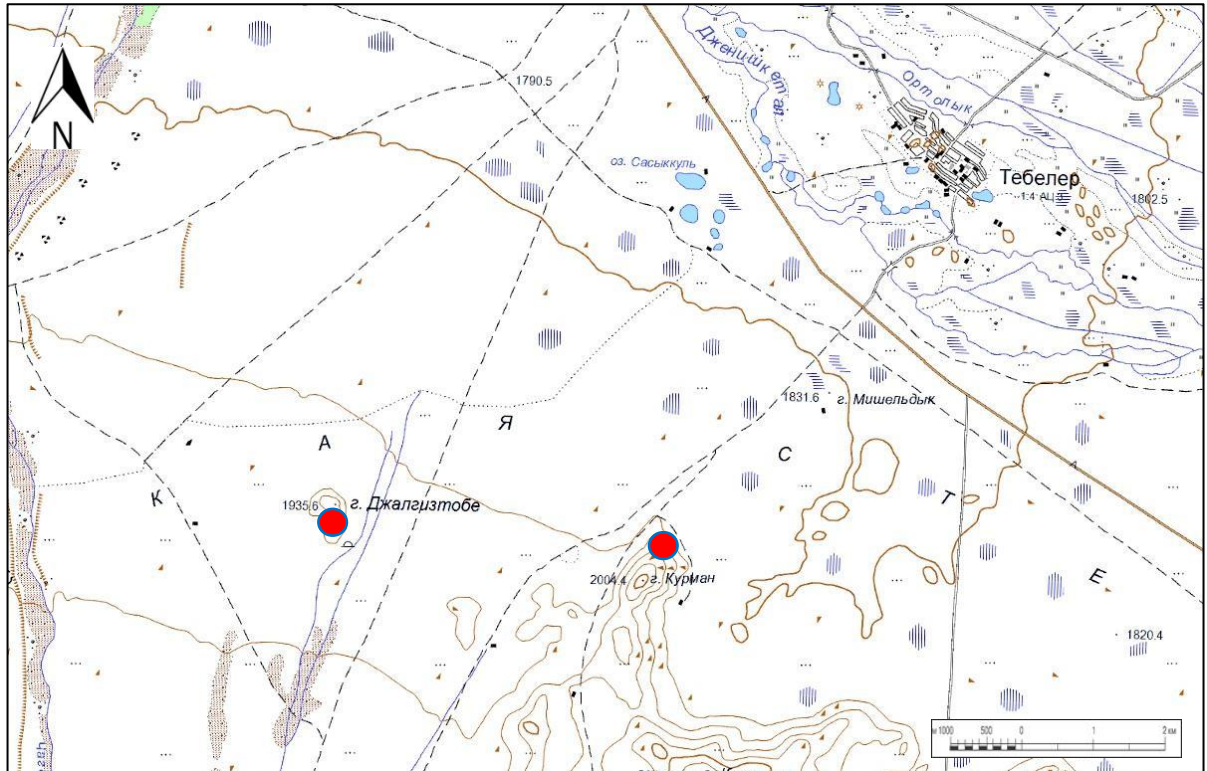 1790.5
Дженишкетал
Ортолык
оз. Сасыккуль
Тебелер
1802.5
N
1831.6
г. Мишельдык
К А Я С Т Е
1935.6
г. Джалгизтобе
2004.4
г. Курман
1820.4
м 1000 500 0 1 2 км